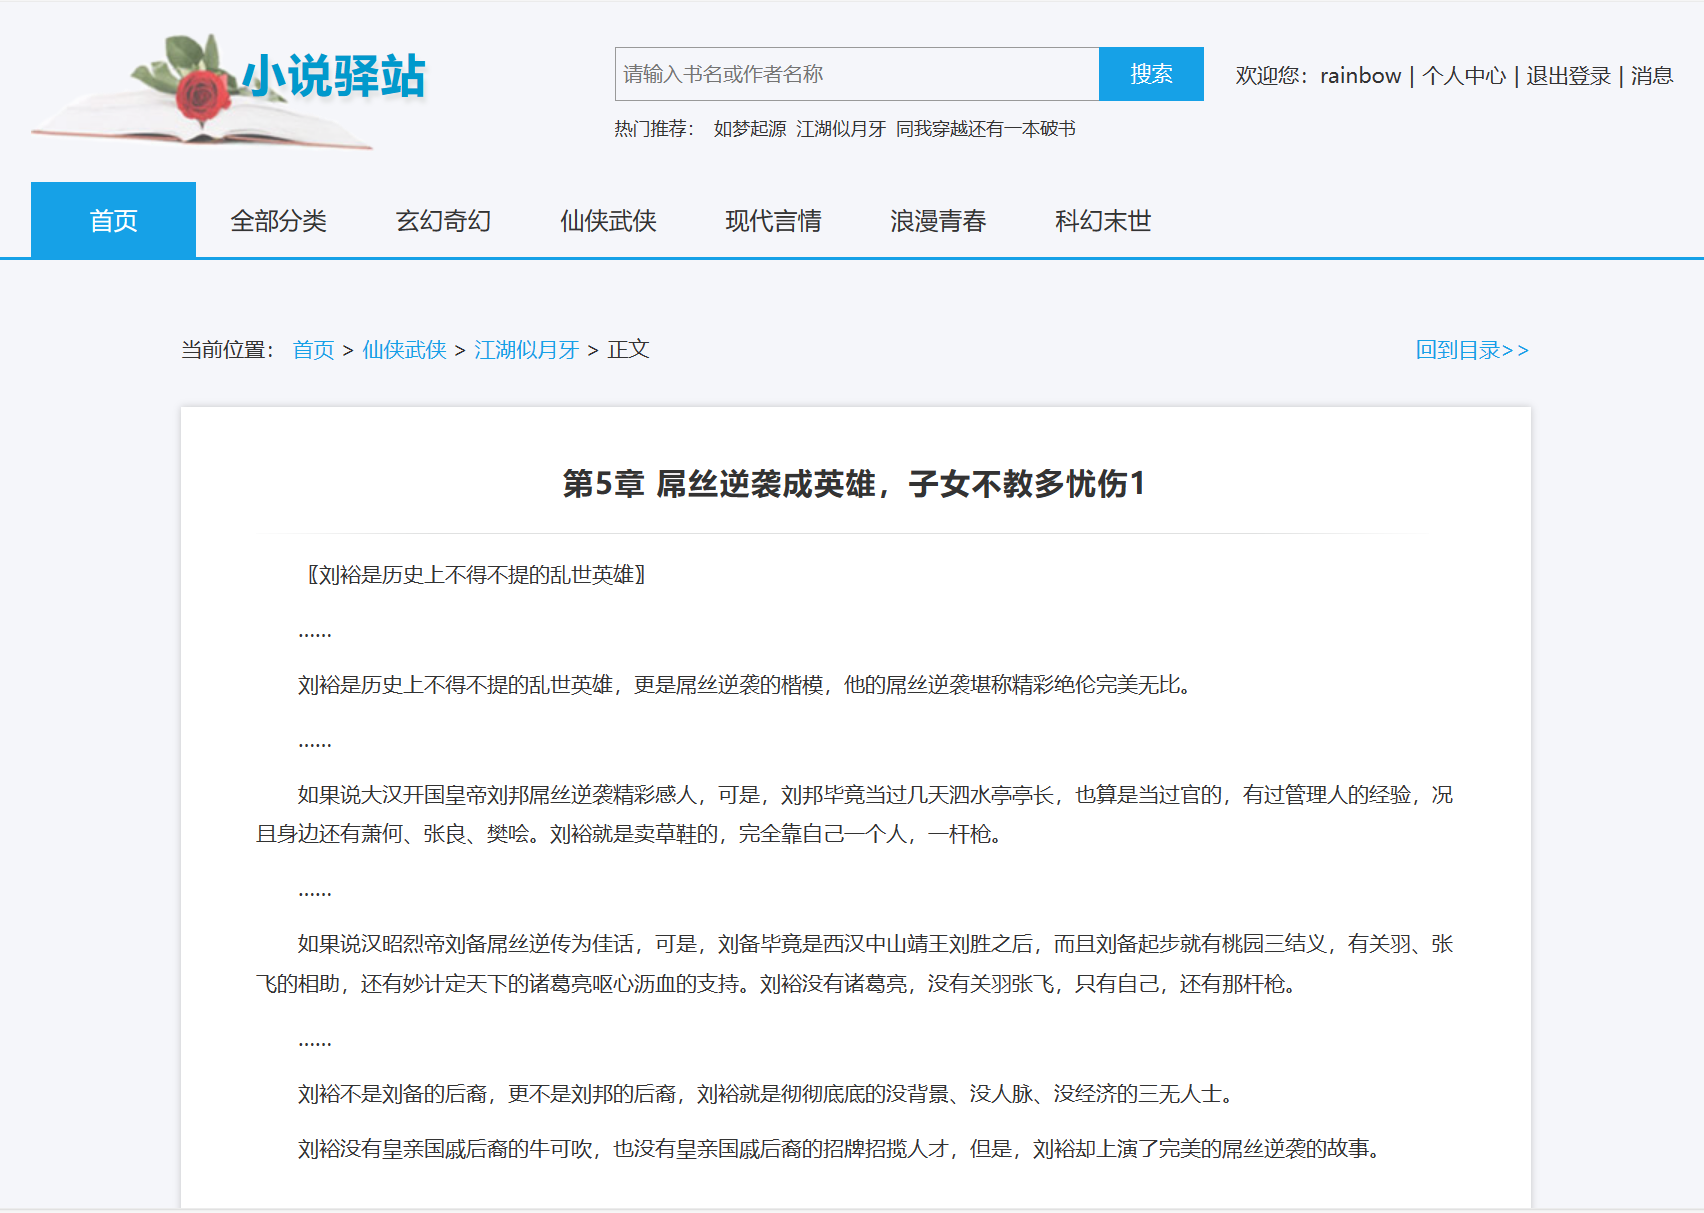 小说驿站
请输入书名或作者名称
搜索
欢迎您：rainbow | 个人中心 | 退出登录 | 消息
热门推荐： 如梦起源 江湖似月牙 同我穿越还有一本破书
首页 全部分类 玄幻奇幻 仙侠武侠 现代言情 浪漫青春 科幻末世
当前位置： 首页 > 仙侠武侠 > 江湖似月牙 > 正文
回到目录>>
第5章 屌丝逆袭成英雄，子女不教多忧伤1
〖刘裕是历史上不得不提的乱世英雄〗
……
刘裕是历史上不得不提的乱世英雄，更是屌丝逆袭的楷模，他的屌丝逆袭堪称精彩绝伦完美无比。
……
如果说大汉开国皇帝刘邦屌丝逆袭精彩感人，可是，刘邦毕竟当过几天泗水亭亭长，也算是当过官的，有过管理人的经验，况
且身边还有萧何、张良、樊哙。刘裕就是卖草鞋的，完全靠自己一个人，一杆枪。
……
如果说汉昭烈帝刘备屌丝逆传为佳话，可是，刘备毕竟是西汉中山靖王刘胜之后，而且刘备起步就有桃园三结义，有关羽、张
飞的相助，还有妙计定天下的诸葛亮呕心沥血的支持。刘裕没有诸葛亮，没有关羽张飞，只有自己，还有那杆枪。
……
刘裕不是刘备的后裔，更不是刘邦的后裔，刘裕就是彻彻底底的没背景、没人脉、没经济的三无人士。
刘裕没有皇亲国戚后裔的牛可吹，也没有皇亲国戚后裔的招牌招揽人才，但是，刘裕却上演了完美的屌丝逆袭的故事。